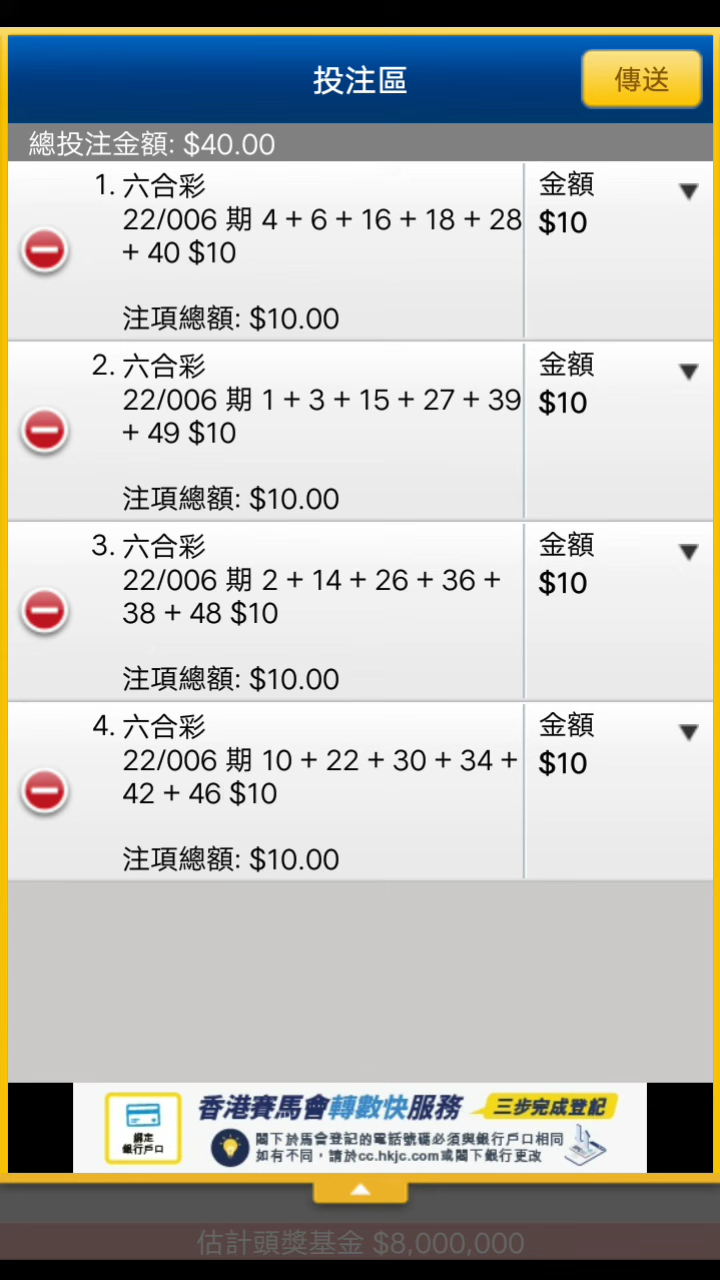 投注區
傳送
總投注金額: $40.00
1. 六合彩
22/006 期 4 + 6 + 16 + 18 + 28
+ 40 $10
注項總額: $10.00
金額
$10
2. 六合彩
22/006 期 1 + 3 + 15 + 27 + 39
+ 49 $10
注項總額: $10.00
金額
$10
3. 六合彩
22/006 期 2 + 14 + 26 + 36 +
38 + 48 $10
注項總額: $10.00
金額
$10
4. 六合彩
22/006 期 10 + 22 + 30 + 34 +
42 + 46 $10
注項總額: $10.00
金額
$10
綁定
銀行戶口
香港賽馬會轉數快服務
三步完成登記
閣下於馬會登記的電話號碼必須與銀行戶口相同
如有不同，請於cc.hkjc.com或閣下銀行更改
估計頭獎基金 $8,000,000